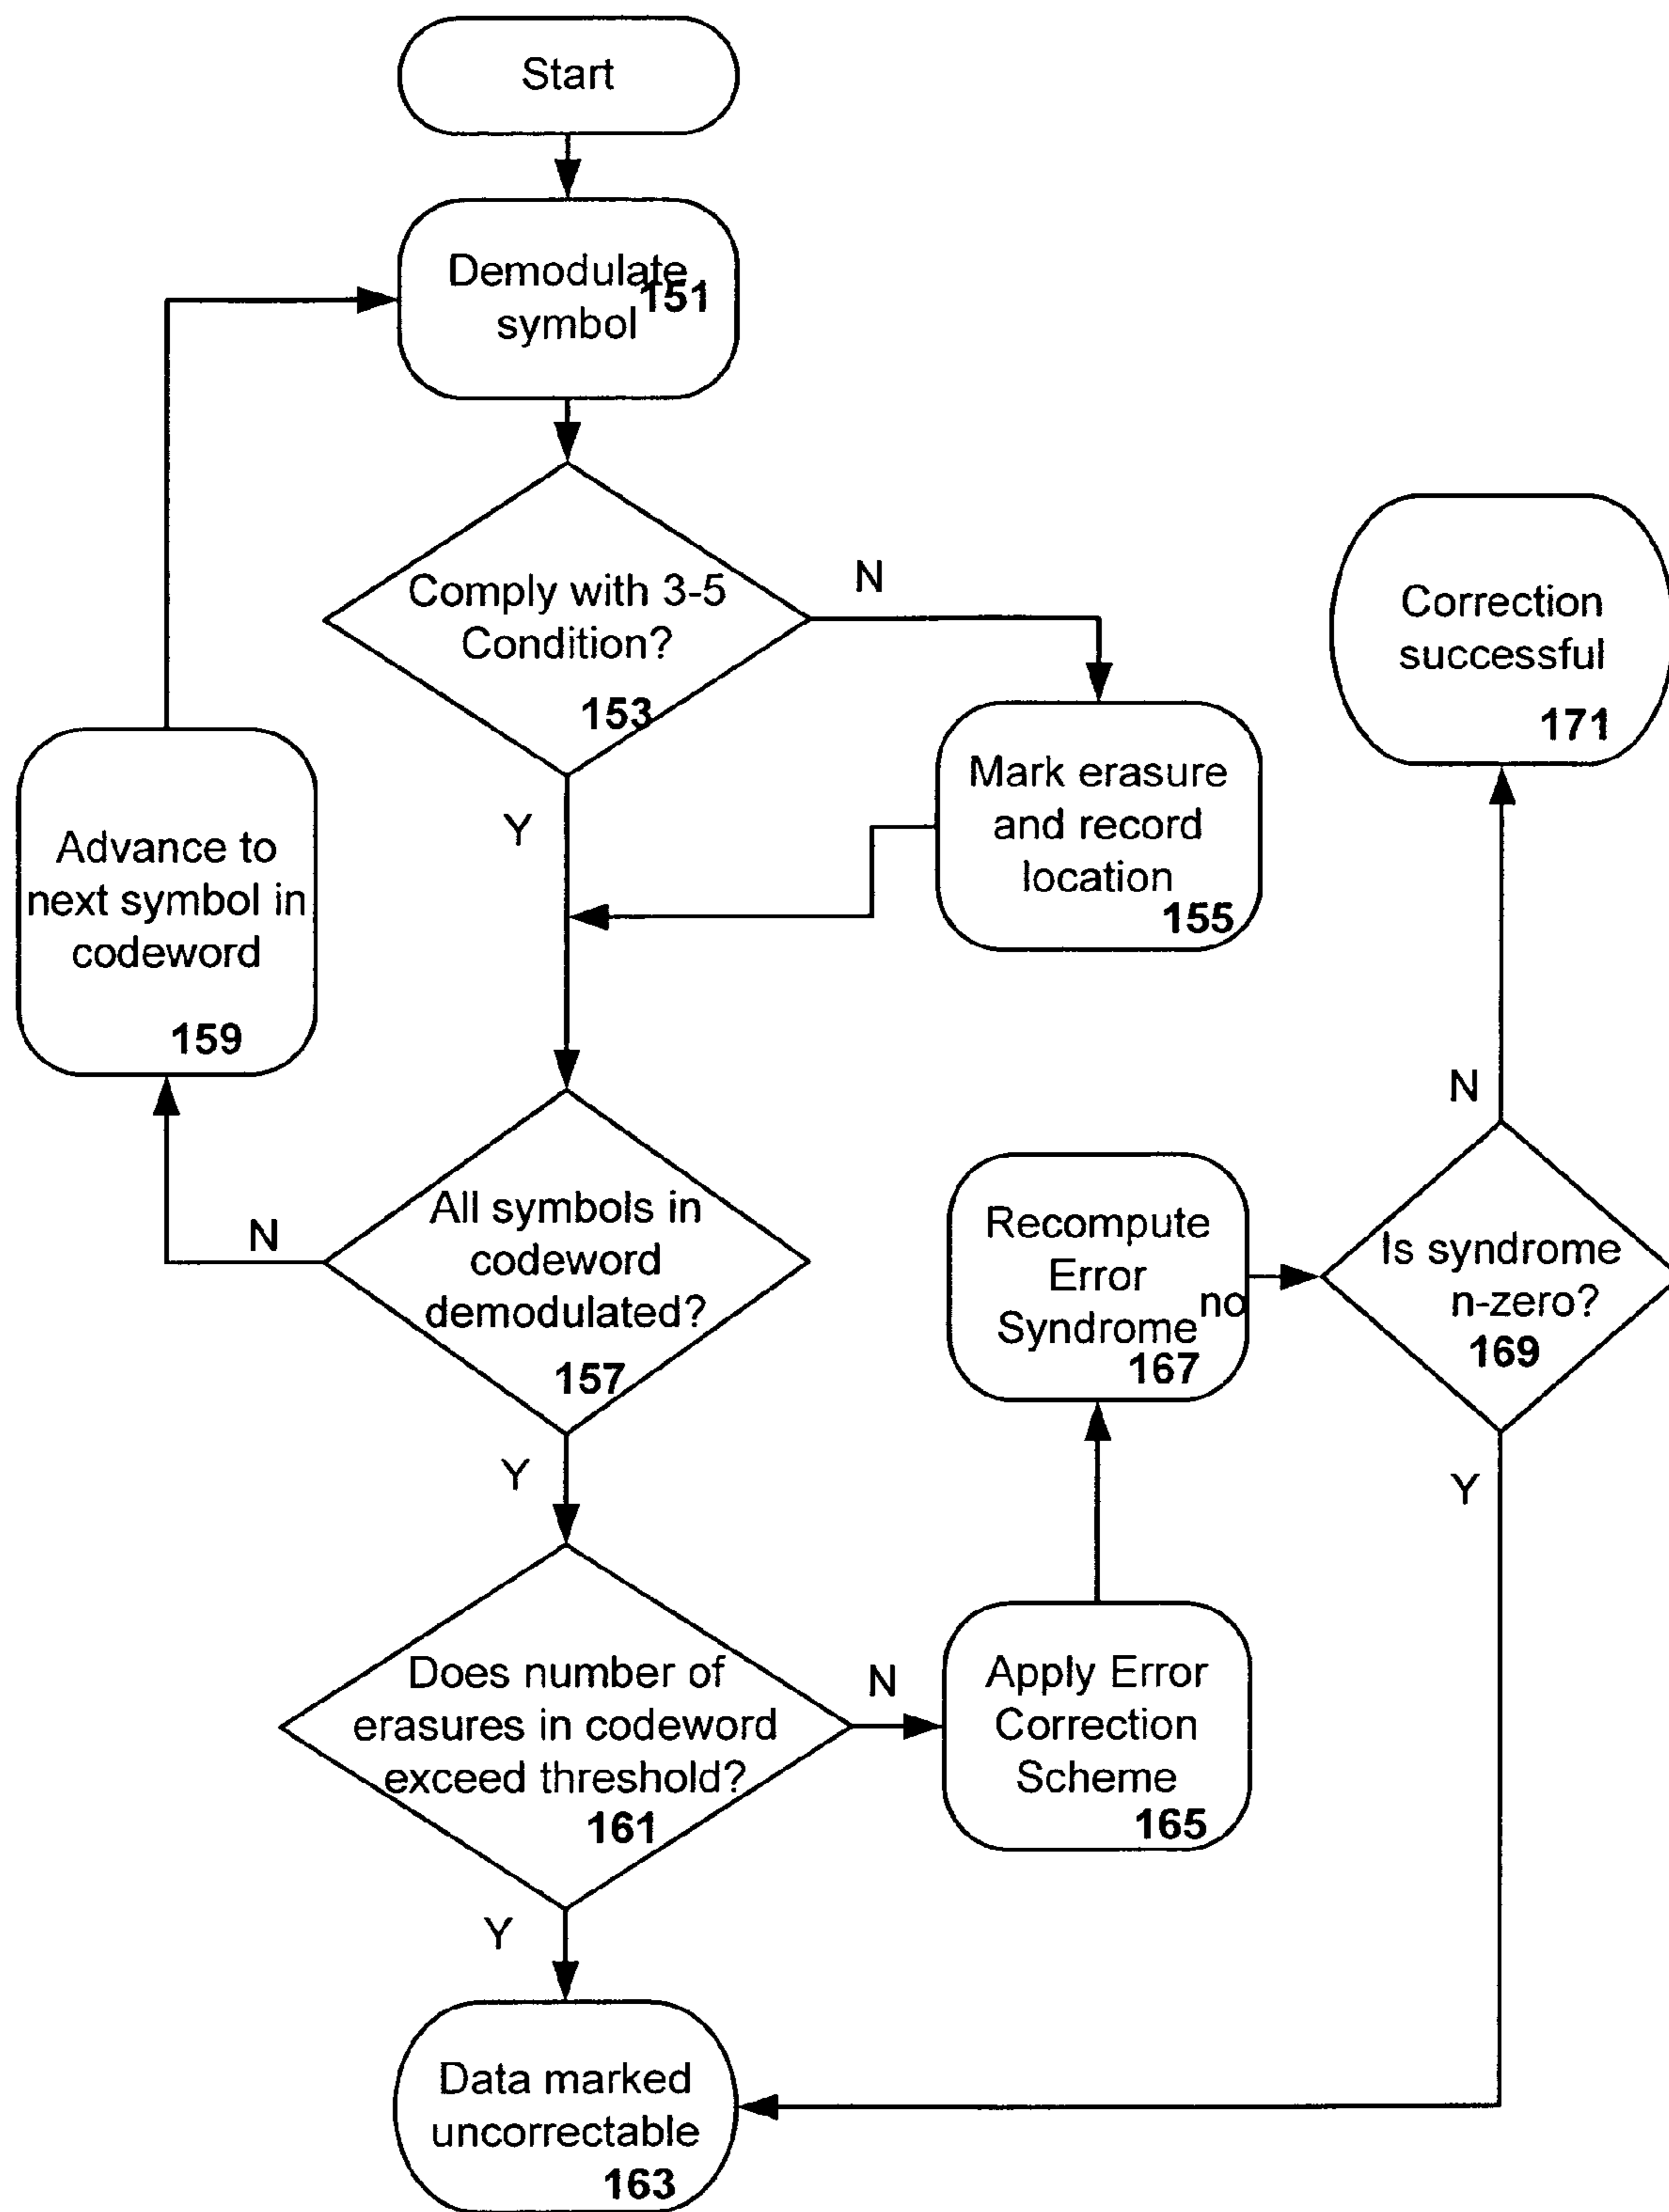 Start
Demodulate
symbol
151
Comply with 3-5
Condition?
153
N
Y
Mark erasure
and record
location
155
Advance to
next symbol in
codeword
159
All symbols in
codeword
demodulated?
157
N
Y
Does number of
erasures in codeword
exceed threshold?
161
N
Y
Data marked
uncorrectable
163
Apply Error
Correction
Scheme
165
Recompute
Error
Syndrome
167
Is syndrome
non-zero?
169
N
Y
Correction
successful
171